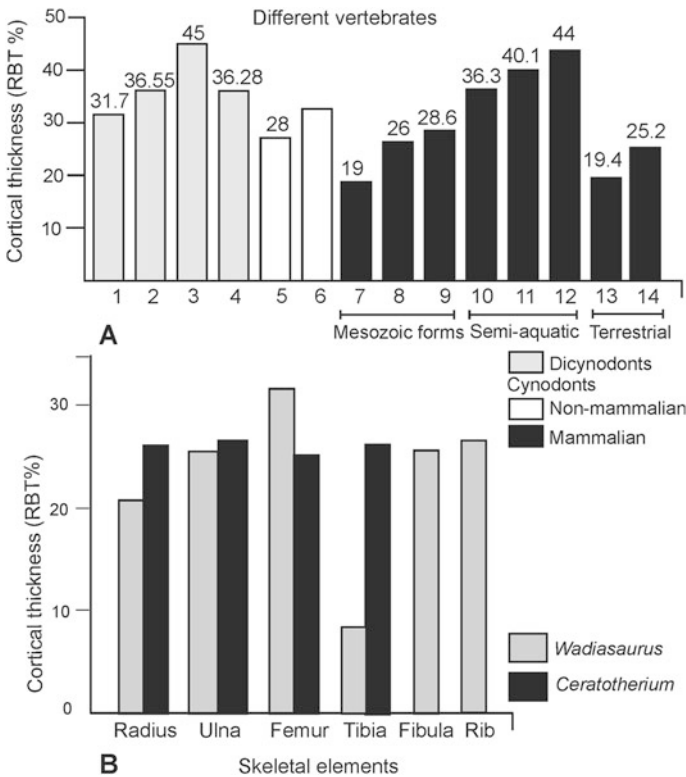 Different vertebrates
Cortical thickness (RBT %)
50
40
30
20
10
31.7
36.55
45
36.28
28
19
26
28.6
36.3
40.1
44
19.4
25.2
1 2 3 4 5 6 7 8 9 10 11 12 13 14
A
Mesozoic forms Semi-aquatic Terrestrial
Dicynodonts
Cynodonts
Non-mammalian
Mammalian
Cortical thickness (RBT%)
30
20
10
0
Wadiasaurus
Ceratotherium
Radius Ulna Femur Tibia Fibula Rib
B
Skeletal elements